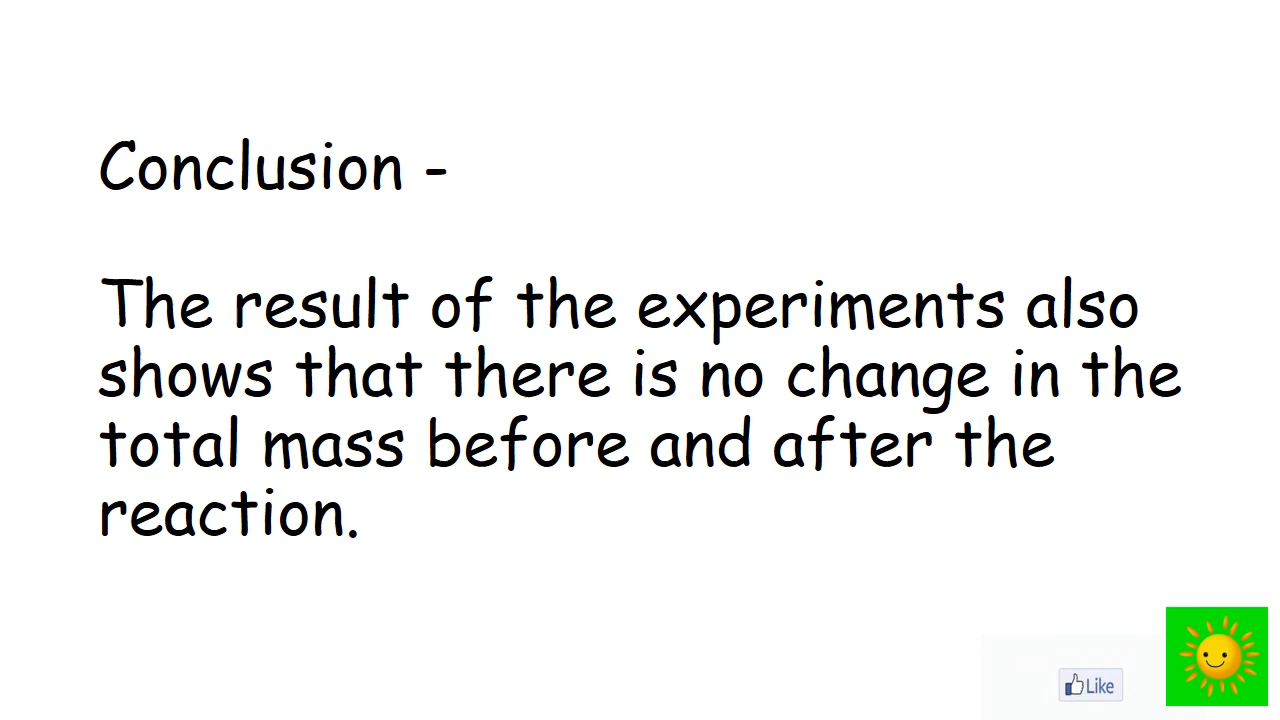 Conclusion -
The result of the experiments also
shows that there is no change in the
total mass before and after the
reaction.
Like